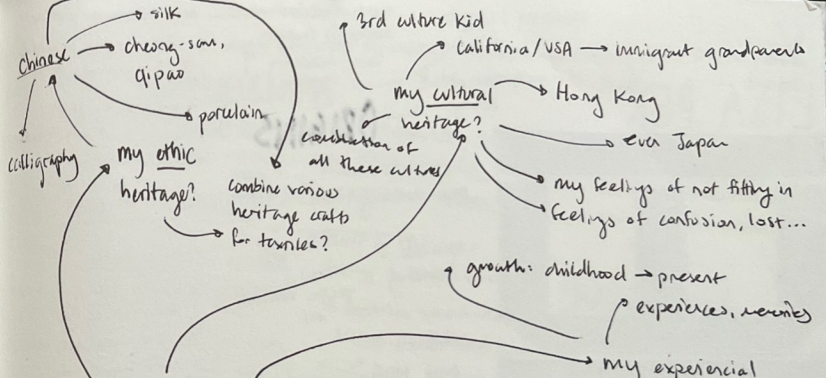 silk
chinese
cheong-sam,
qipao
porcelain
calligraphy
my ethic
heritage?
combine various
heritage crafts
for textiles?
3rd culture kid
California/USA → immigrant grandparents
my cultural
heritage?
combination of
all these cultures
Hong Kong
even Japan
my feelings of not fitting in
feelings of confusion, lost...
growth: childhood → present
experiences, memories
my experiencial